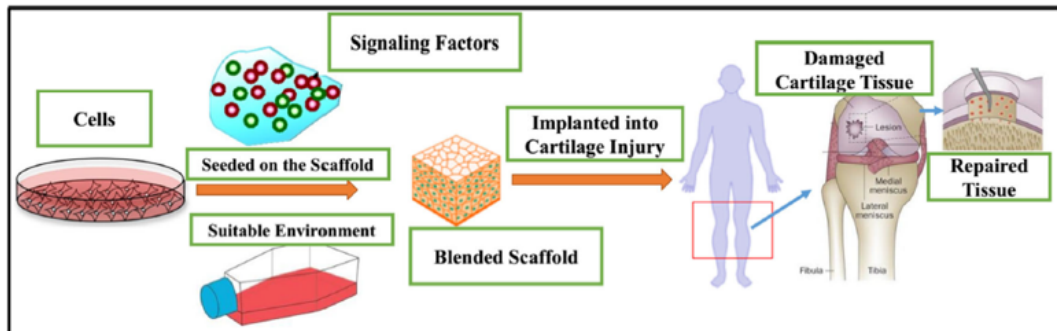 Signaling Factors
Cells
Seeded on the Scaffold
Suitable Environment
Blended Scaffold
Implanted into
Cartilage Injury
Damaged
Cartilage Tissue
Lesion
Medial
meniscus
Lateral
meniscus
Fibula
Tibia
Repaired
Tissue